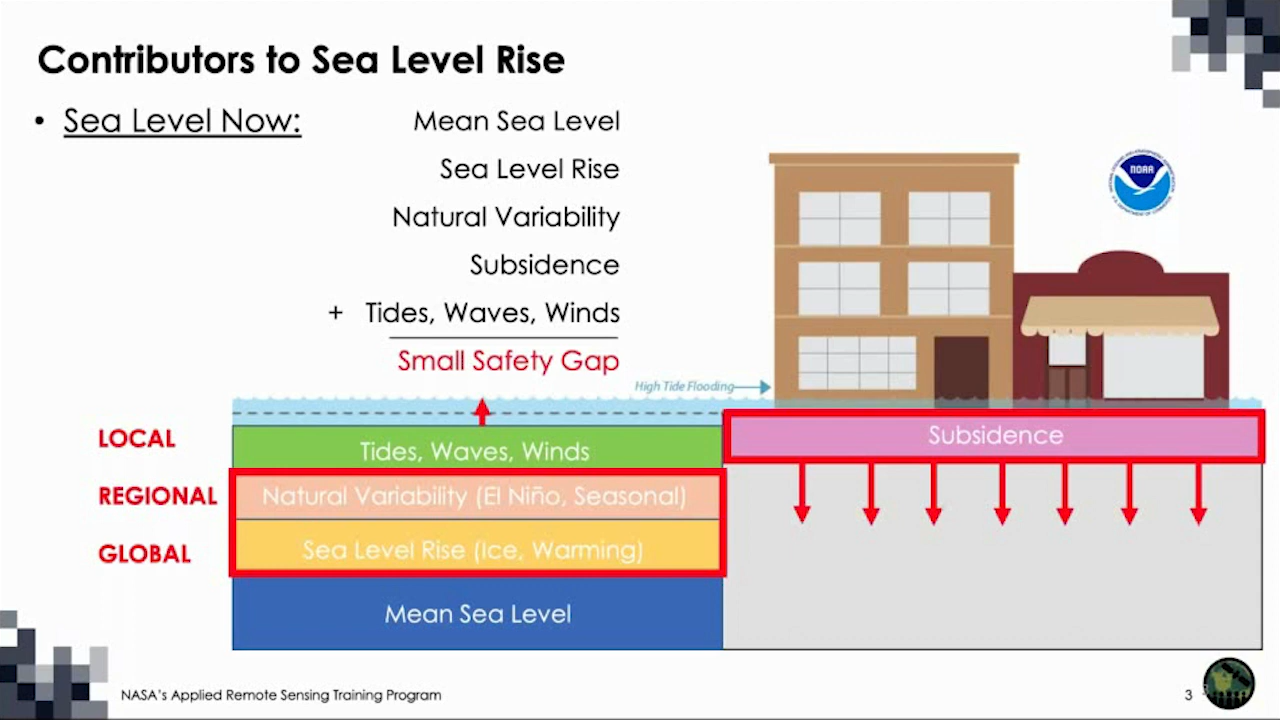 Contributors to Sea Level Rise
• Sea Level Now:
Mean Sea Level
Sea Level Rise
Natural Variability
Subsidence
+ Tides, Waves, Winds
Small Safety Gap
NOAA
High Tide Flooding
LOCAL
REGIONAL
GLOBAL
Tides, Waves, Winds
Natural Variability (El Niño, Seasonal)
Sea Level Rise (Ice, Warming)
Mean Sea Level
Subsidence
NASA's Applied Remote Sensing Training Program
3